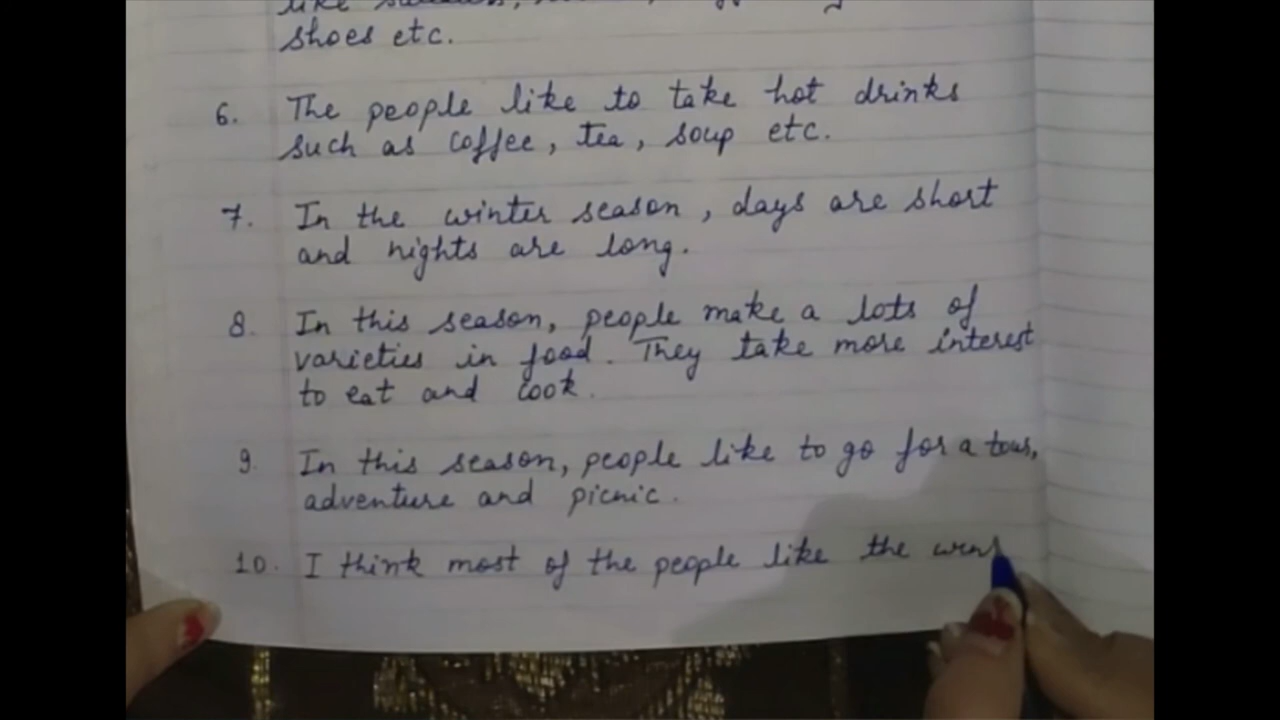 like
shoes etc.
6. The people like to take hot drinks
such as coffee, tea, soup etc.
7. In the winter season, days are short
and nights are long.
8. In this season, people make a lots of
varieties in food. They take more interest
to eat and cook.
9. In this season, people like to go for a tour,
adventure and picnic.
10. I think most of the people like the